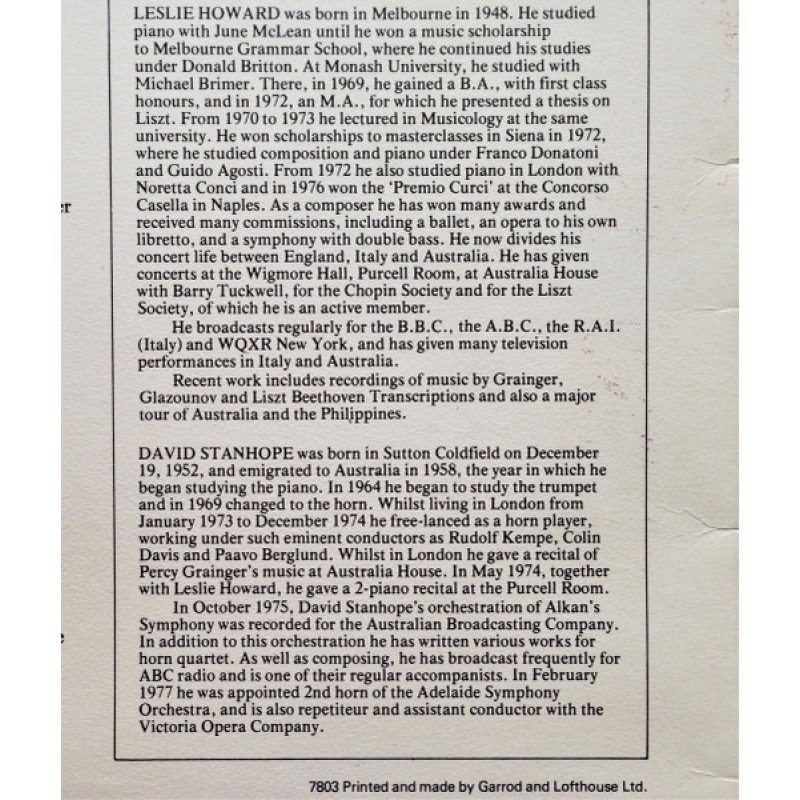 LESLIE HOWARD was born in Melbourne in 1948. He studied
piano with June McLean until he won a music scholarship
to Melbourne Grammar School, where he continued his studies
under Donald Britton. At Monash University, he studied with
Michael Brimer. There, in 1969, he gained a B.A., with first class
honours, and in 1972, an M.A., for which he presented a thesis on
Liszt. From 1970 to 1973 he lectured in Musicology at the same
university. He won scholarships to masterclasses in Siena in 1972,
where he studied composition and piano under Franco Donatoni
and Guido Agosti. From 1972 he also studied piano in London with
Noretta Conci and in 1976 won the ‘Premio Curci’ at the Concorso
Casella in Naples. As a composer he has won many awards and
received many commissions, including a ballet, an opera to his own
libretto, and a symphony with double bass. He now divides his
concert life between England, Italy and Australia. He has given
concerts at the Wigmore Hall, Purcell Room, at Australia House
with Barry Tuckwell, for the Chopin Society and for the Liszt
Society, of which he is an active member.
He broadcasts regularly for the B.B.C., the A.B.C., the R.A.I.
(Italy) and WQXR New York, and has given many television
performances in Italy and Australia.
Recent work includes recordings of music by Grainger,
Glazounov and Liszt Beethoven Transcriptions and also a major
tour of Australia and the Philippines.
DAVID STANHOPE was born in Sutton Coldfield on December
19, 1952, and emigrated to Australia in 1958, the year in which he
began studying the piano. In 1964 he began to study the trumpet
and in 1969 changed to the horn. Whilst living in London from
January 1973 to December 1974 he free-lanced as a horn player,
working under such eminent conductors as Rudolf Kempe, Colin
Davis and Paavo Berglund. Whilst in London he gave a recital of
Percy Grainger’s music at Australia House. In May 1974, together
with Leslie Howard, he gave a 2-piano recital at the Purcell Room.
In October 1975, David Stanhope’s orchestration of Alkan’s
Symphony was recorded for the Australian Broadcasting Company.
In addition to this orchestration he has written various works for
horn quartet. As well as composing, he has broadcast frequently for
ABC radio and is one of their regular accompanists. In February
1977 he was appointed 2nd horn of the Adelaide Symphony
Orchestra, and is also repetiteur and assistant conductor with the
Victoria Opera Company.
7803 Printed and made by Garrod and Lofthouse Ltd.